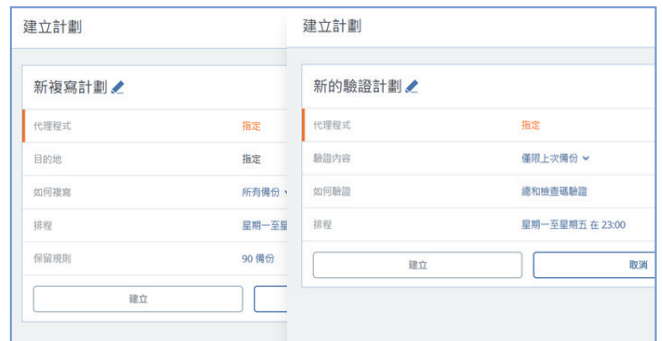 建立計劃
新複寫計劃
代理程式 指定
目的地 指定
如何複寫 所有備份
排程 星期一至星
保留規則 90 備份
建立
建立計劃
新的驗證計劃
代理程式 指定
驗證內容 僅限上次備份
如何驗證 總和檢查碼驗證
排程 星期一至星期五 在 23:00
建立 取消